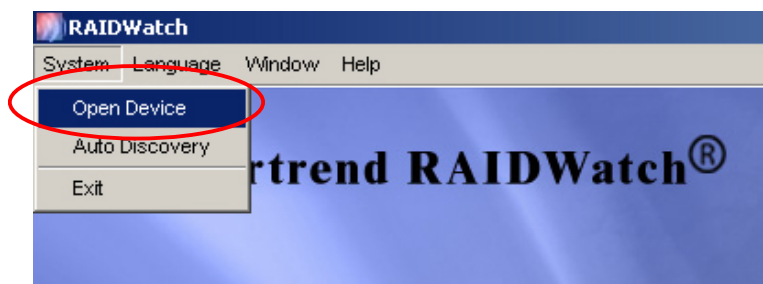 RAIDWatch
System Language Window Help
Open Device
Auto Discovery
rtrend RAIDWatch®
Exit